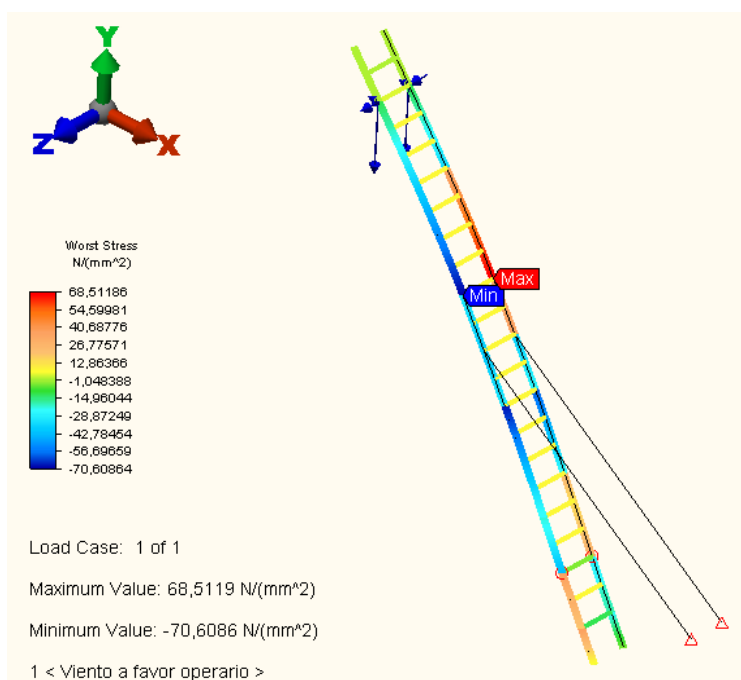 Y
Z
X
Worst Stress
N/(mm^2)
68,51186
54,59981
40,68776
26,77571
12,86366
-1,048388
-14,96044
-28,87249
-42,78454
-56,69659
-70,60864
Max
Min
Load Case: 1 of 1
Maximum Value: 68,5119 N/(mm^2)
Minimum Value: -70,6086 N/(mm^2)
1 < Viento a favor operario >